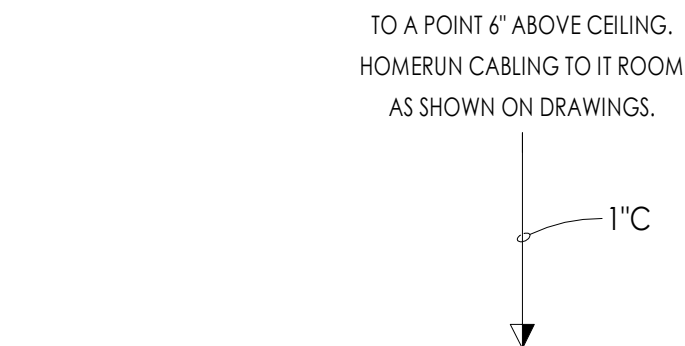 TO A POINT 6" ABOVE CEILING.
HOMERUN CABLING TO IT ROOM
AS SHOWN ON DRAWINGS.
1"C